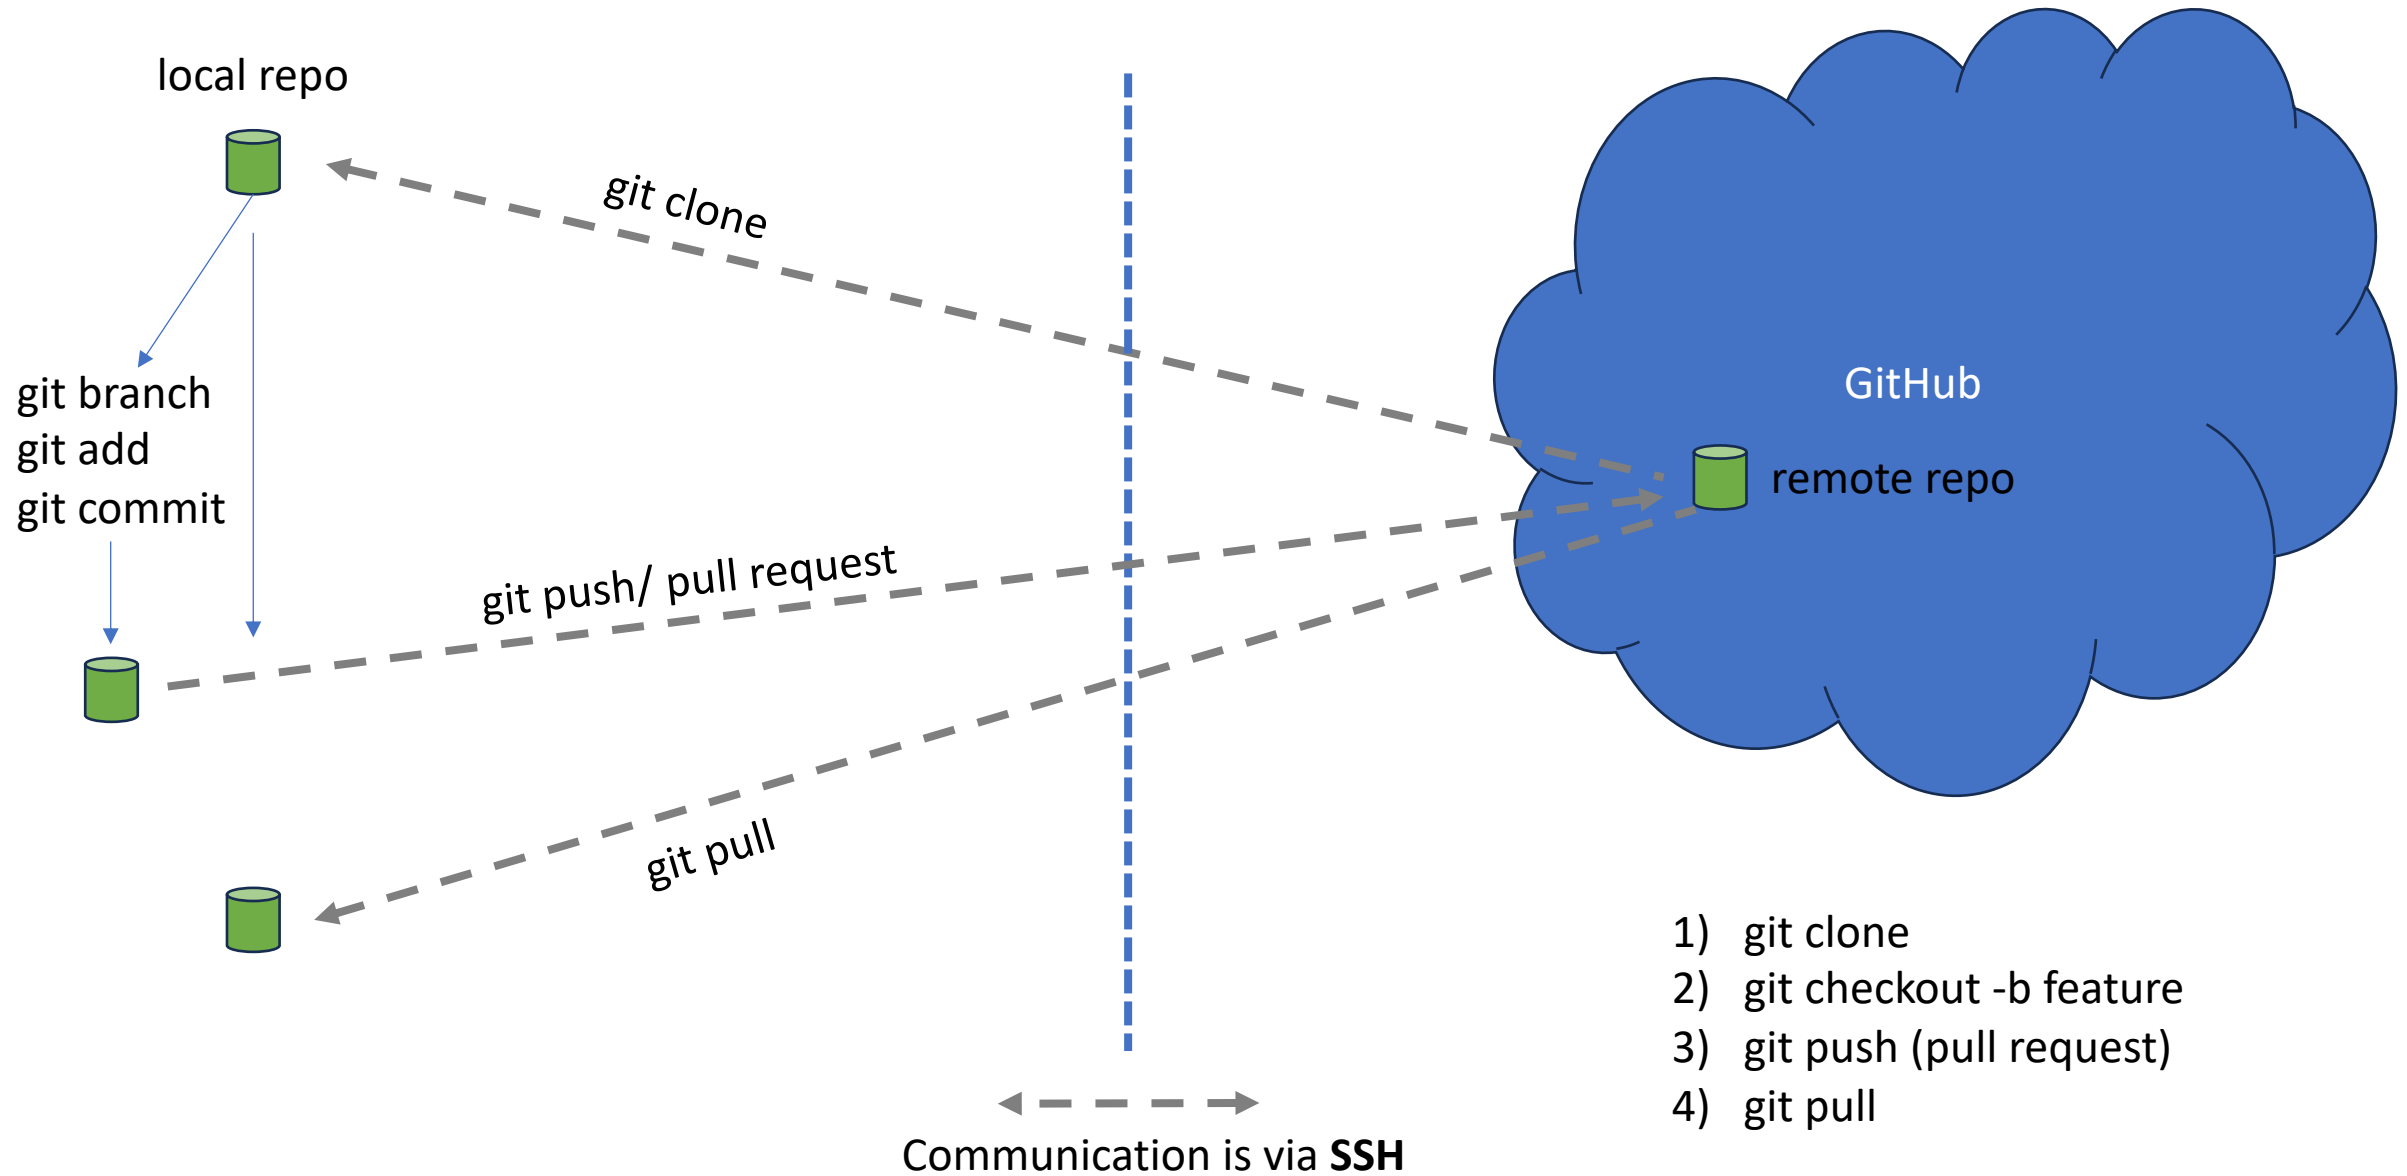 local repo
git clone
GitHub
git branch
git add
git commit
remote repo
git push/ pull request
git pull
1) git clone
2) git checkout -b feature
3) git push (pull request)
4) git pull
Communication is via SSH